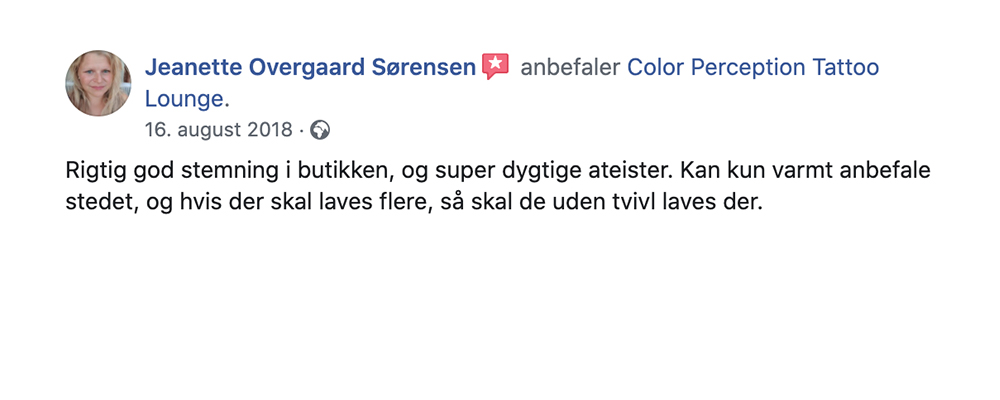 Jeanette Overgaard Sørensen anbefaler Color Perception Tattoo
Lounge.
16. august 2018 ·
Rigtig god stemning i butikken, og super dygtige ateister. Kan kun varmt anbefale
stedet, og hvis der skal laves flere, så skal de uden tvivl laves der.